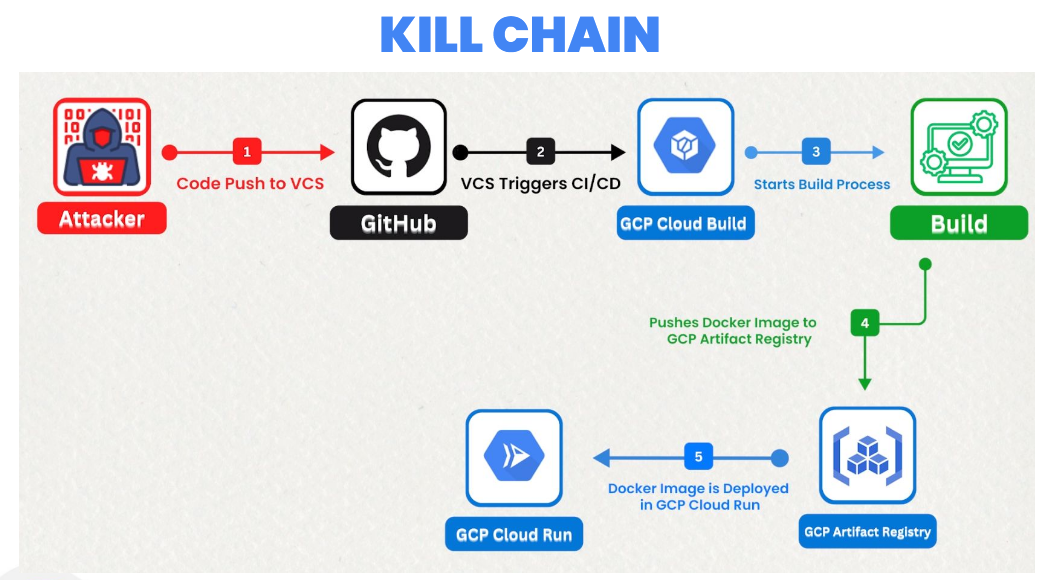 KILL CHAIN
1
Code Push to VCS
Attacker
2
VCS Triggers CI/CD
GitHub
3
Starts Build Process
GCP Cloud Build
Build
4
Pushes Docker Image to
GCP Artifact Registry
5
Docker Image is Deployed
in GCP Cloud Run
GCP Cloud Run
GCP Artifact Registry